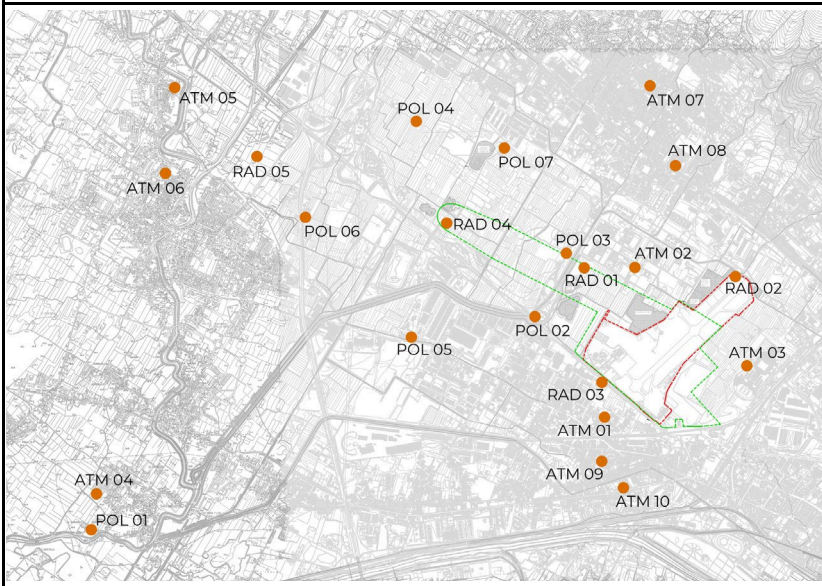 ATM 07
ATM 05
POL 04
ATM 08
POL 07
RAD 05
ATM 06
RAD 04
POL 06
POL 03
ATM 02
RAD 01
RAD 02
POL 02
POL 05
ATM 03
RAD 03
ATM 01
ATM 09
ATM 04
ATM 10
POL 01